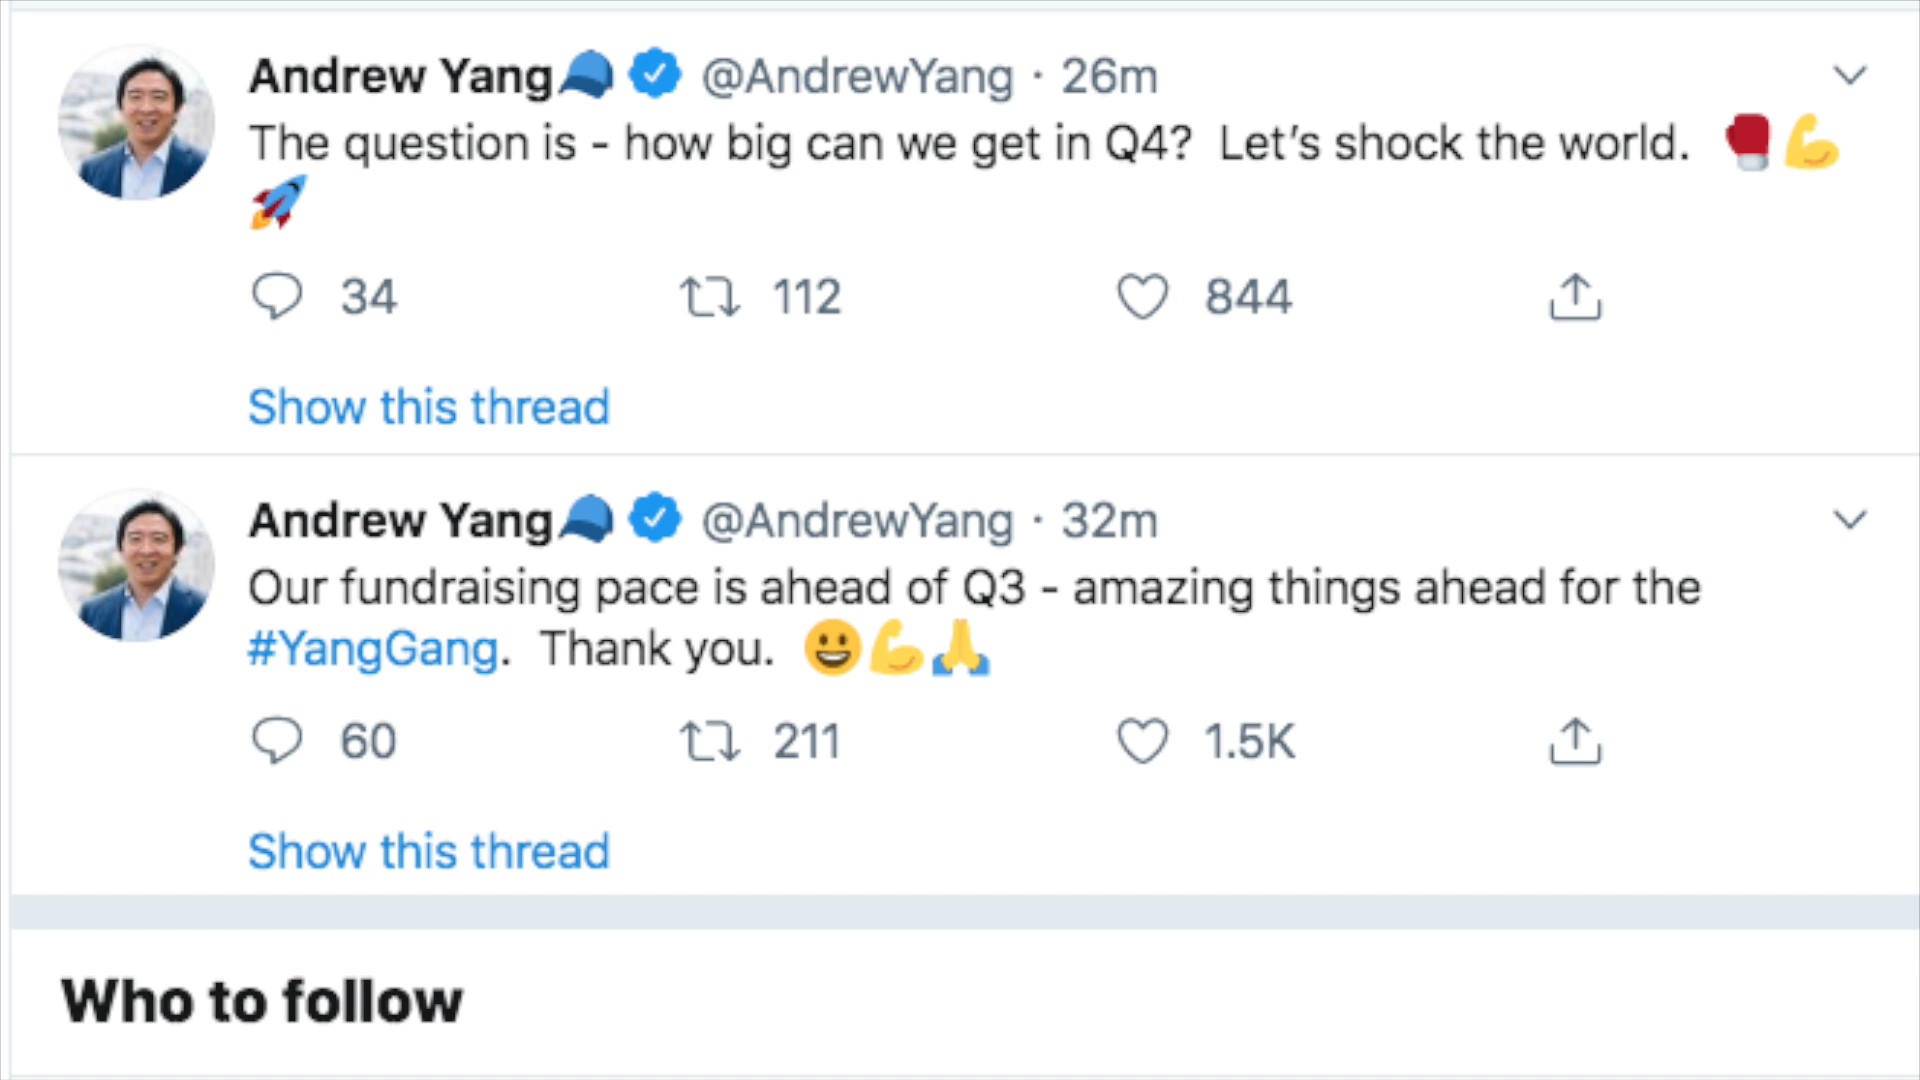 Andrew Yang🧢 @AndrewYang · 26m
The question is - how big can we get in Q4?  Let’s shock the world.  🥊💪
🚀
34 112 844
Show this thread
Andrew Yang🧢 @AndrewYang · 32m
Our fundraising pace is ahead of Q3 - amazing things ahead for the
#YangGang.  Thank you.  😀💪🙏
60 211 1.5K
Show this thread
Who to follow